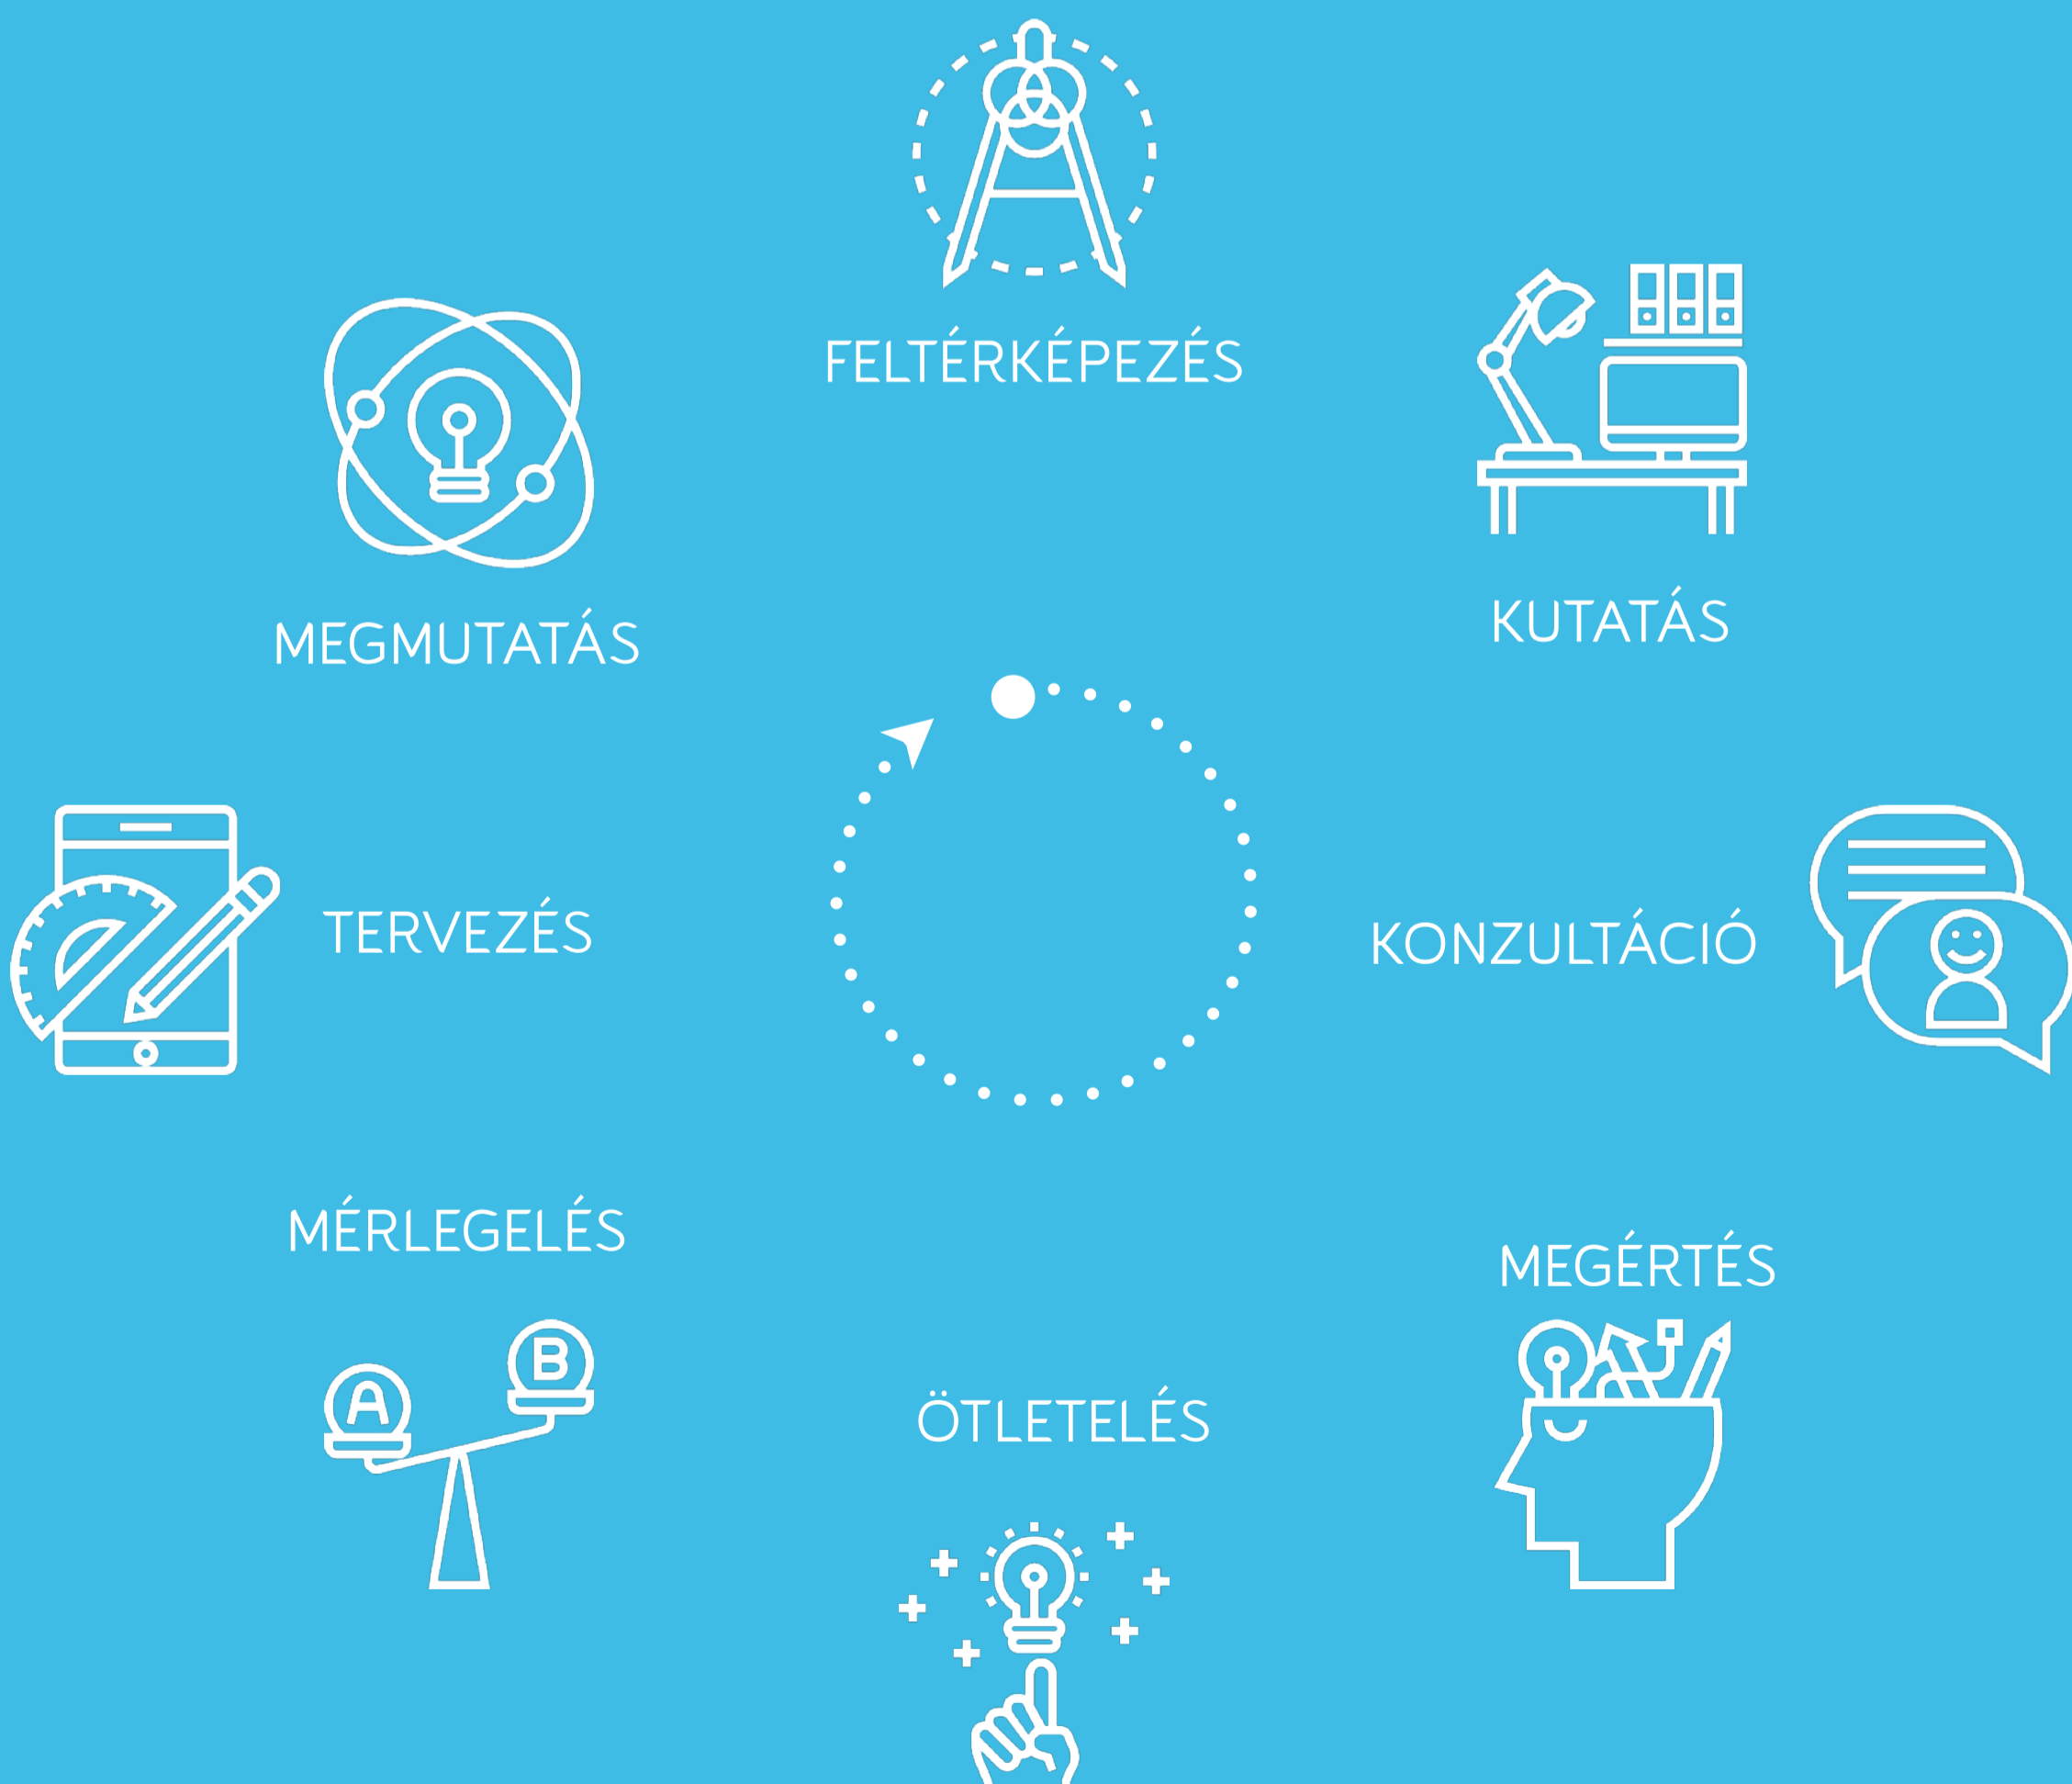 FELTÉRKÉPEZÉS
KUTATÁS
KONZULTÁCIÓ
MEGÉRTÉS
ÖTLETELÉS
MÉRLEGELÉS
A
B
TERVEZÉS
MEGMUTATÁS